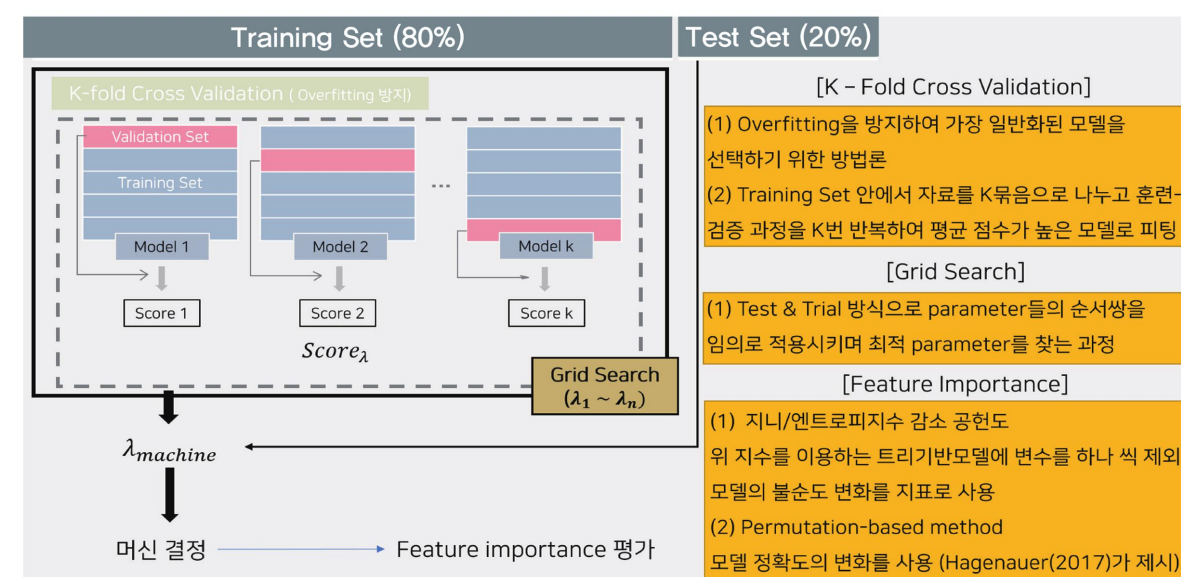 Training Set (80%)
Test Set (20%)
K-fold Cross Validation ( Overfitting 방지)
Validation Set
Training Set
...
Model 1
Model 2
Model k
Score 1
Score 2
Score k
Score_λ
Grid Search
(λ₁ ~ λₙ)
λ_machine
머신 결정
Feature importance 평가
[K – Fold Cross Validation]
(1) Overfitting을 방지하여 가장 일반화된 모델을
선택하기 위한 방법론
(2) Training Set 안에서 자료를 K묶음으로 나누고 훈련-
검증 과정을 K번 반복하여 평균 점수가 높은 모델로 피팅
[Grid Search]
(1) Test & Trial 방식으로 parameter들의 순서쌍을
임의로 적용시키며 최적 parameter를 찾는 과정
[Feature Importance]
(1) 지니/엔트로피지수 감소 공헌도
위 지수를 이용하는 트리기반모델에 변수를 하나 씩 제외
모델의 불순도 변화를 지표로 사용
(2) Permutation-based method
모델 정확도의 변화를 사용 (Hagenauer(2017)가 제시)